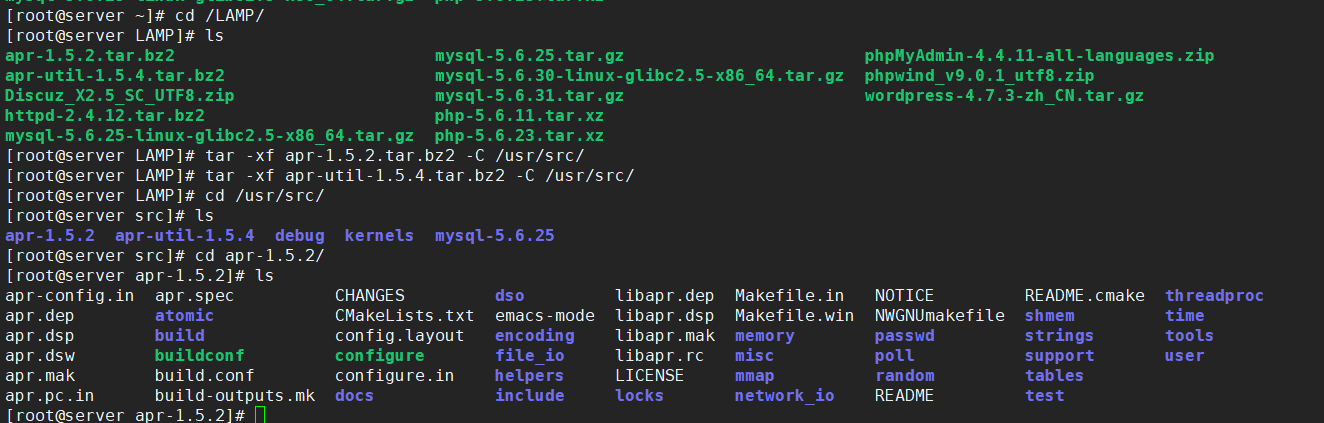 [root@server ~]# cd /LAMP/
[root@server LAMP]# ls
apr-1.5.2.tar.bz2 mysql-5.6.25.tar.gz phpMyAdmin-4.4.11-all-languages.zip
apr-util-1.5.4.tar.bz2 mysql-5.6.30-linux-glibc2.5-x86_64.tar.gz phpwind_v9.0.1_utf8.zip
Discuz_X2.5_SC_UTF8.zip mysql-5.6.31.tar.gz wordpress-4.7.3-zh_CN.tar.gz
httpd-2.4.12.tar.bz2 php-5.6.11.tar.xz
mysql-5.6.25-linux-glibc2.5-x86_64.tar.gz php-5.6.23.tar.xz
[root@server LAMP]# tar -xf apr-1.5.2.tar.bz2 -C /usr/src/
[root@server LAMP]# tar -xf apr-util-1.5.4.tar.bz2 -C /usr/src/
[root@server LAMP]# cd /usr/src/
[root@server src]# ls
apr-1.5.2 apr-util-1.5.4 debug kernels mysql-5.6.25
[root@server src]# cd apr-1.5.2/
[root@server apr-1.5.2]# ls
apr-config.in apr.spec CHANGES dso libapr.dep Makefile.in NOTICE README.cmake threadproc
apr.dep atomic CMakeLists.txt emacs-mode libapr.dsp Makefile.win NWGNUmakefile shmem time
apr.dsp build config.layout encoding libapr.mak memory passwd strings tools
apr.dsw buildconf configure file_io libapr.rc misc poll support user
apr.mak build.conf configure.in helpers LICENSE mmap random tables
apr.pc.in build-outputs.mk docs include locks network_io README test
[root@server apr-1.5.2]#